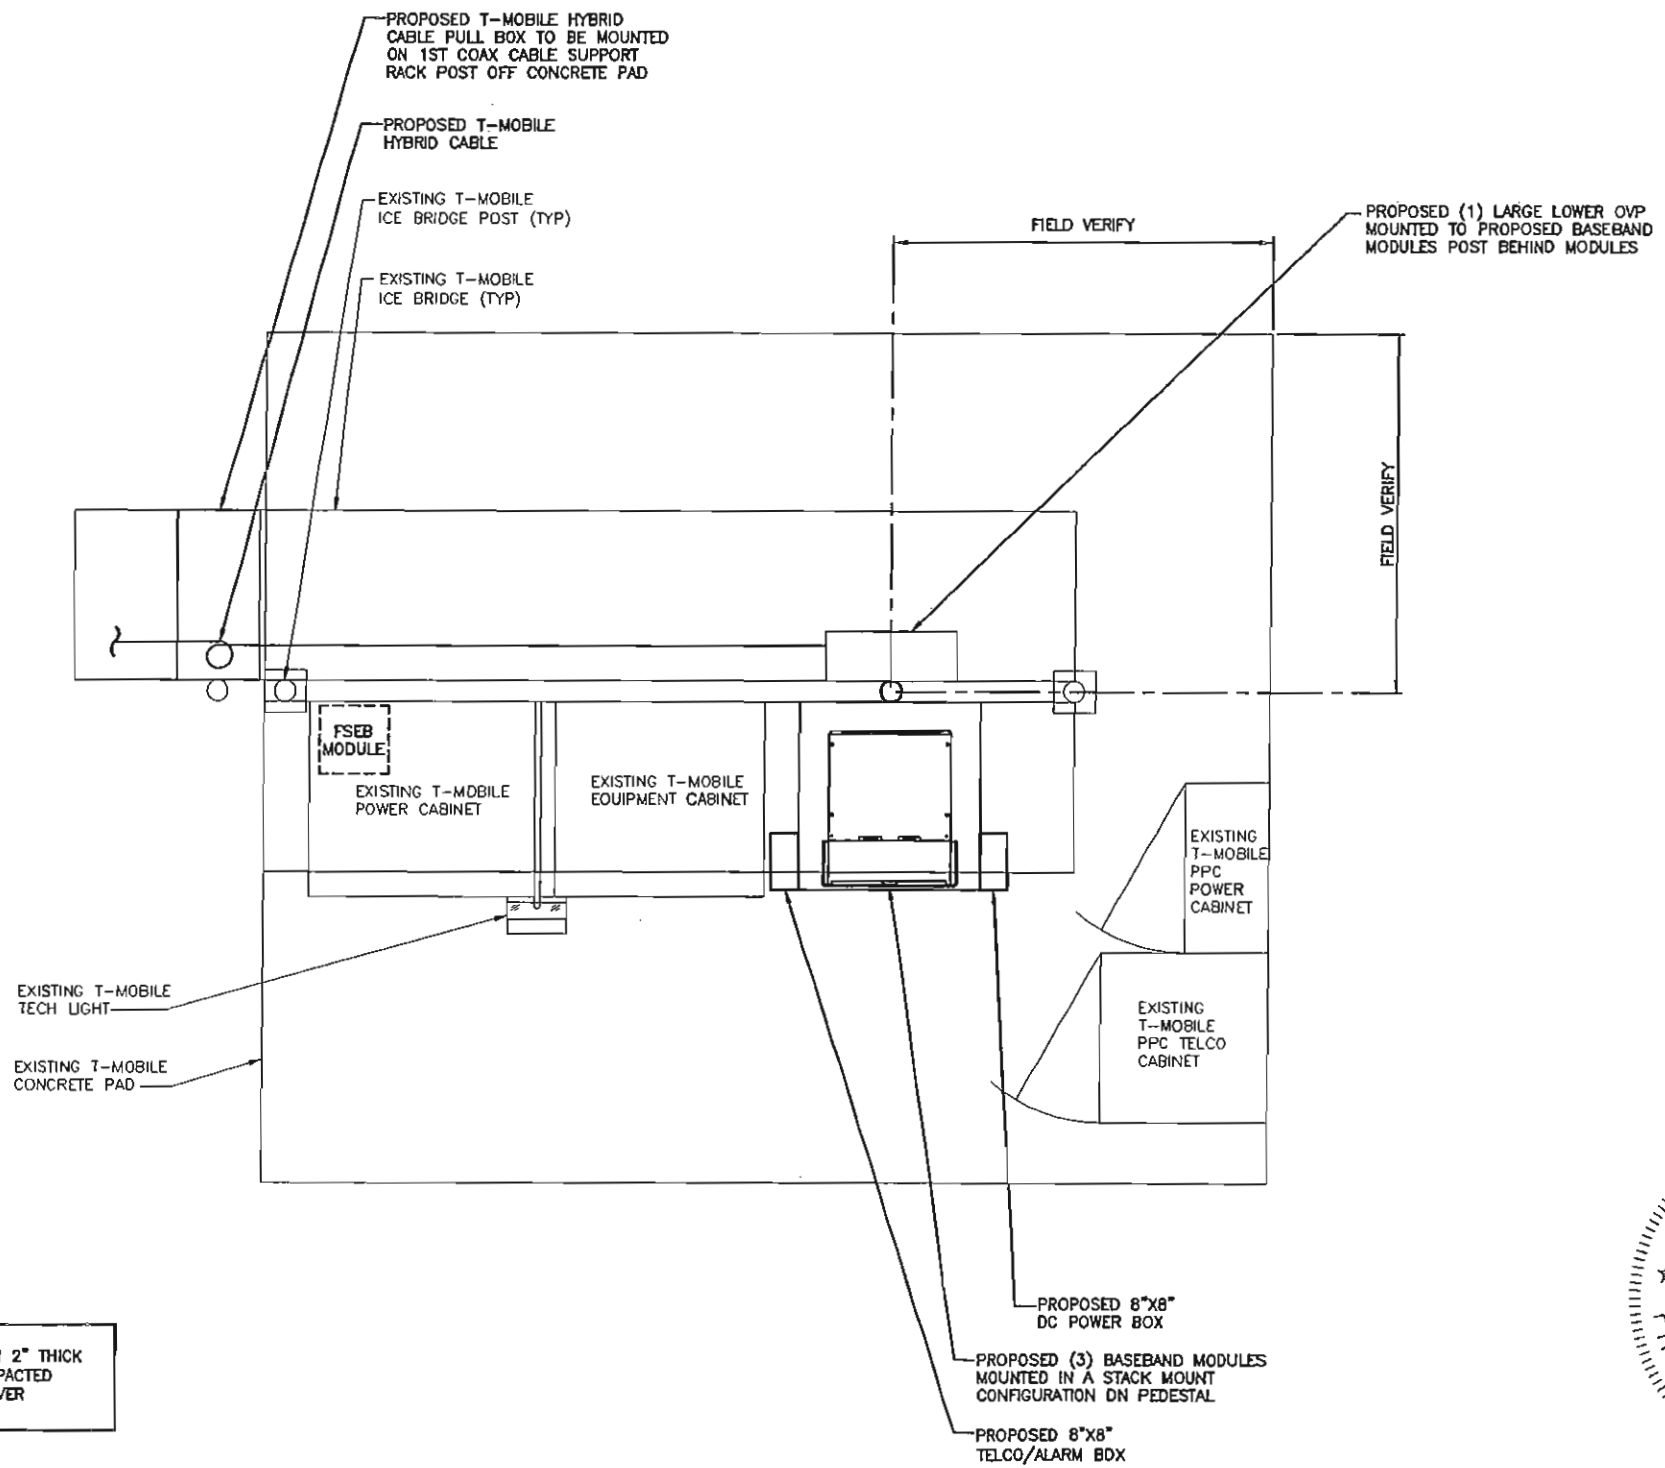 PROPOSED T-MOBILE HYBRID
CABLE PULL BOX TO BE MOUNTED
ON 1ST COAX CABLE SUPPORT
RACK POST OFF CONCRETE PAD
PROPOSED T-MOBILE
HYBRID CABLE
EXISTING T-MOBILE
ICE BRIDGE POST (TYP)
EXISTING T-MOBILE
ICE BRIDGE (TYP)
FIELD VERIFY
PROPOSED (1) LARGE LOWER OVP
MOUNTED TO PROPOSED BASEBAND
MODULES POST BEHIND MODULES
FIELD VERIFY
FSEB
MODULE
EXISTING T-MOBILE
POWER CABINET
EXISTING T-MOBILE
EQUIPMENT CABINET
EXISTING
T-MOBILE
PPC
POWER
CABINET
EXISTING
T-MOBILE
PPC TELCO
CABINET
EXISTING T-MOBILE
TECH LIGHT
EXISTING T-MOBILE
CONCRETE PAD
PROPOSED 8"X8"
DC POWER BOX
PROPOSED (3) BASEBAND MODULES
MOUNTED IN A STACK MOUNT
CONFIGURATION ON PEDESTAL
PROPOSED 8"X8"
TELCO/ALARM BOX
2" THICK
PACTED
VER